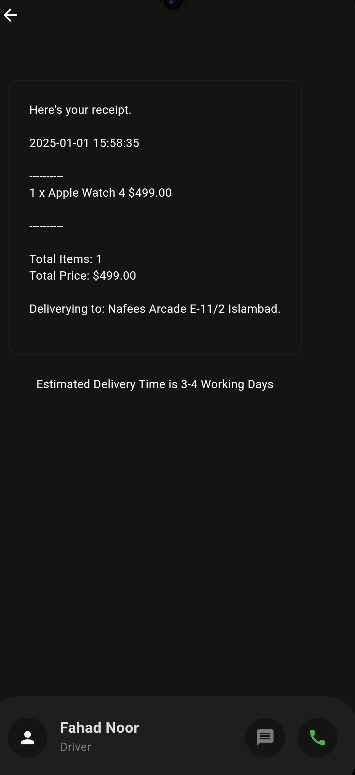 Here's your receipt.
2025-01-01 15:58:35
----------
1 x Apple Watch 4 $499.00
----------
Total Items: 1
Total Price: $499.00
Deliverying to: Nafees Arcade E-11/2 Islambad.
Estimated Delivery Time is 3-4 Working Days
Fahad Noor
Driver